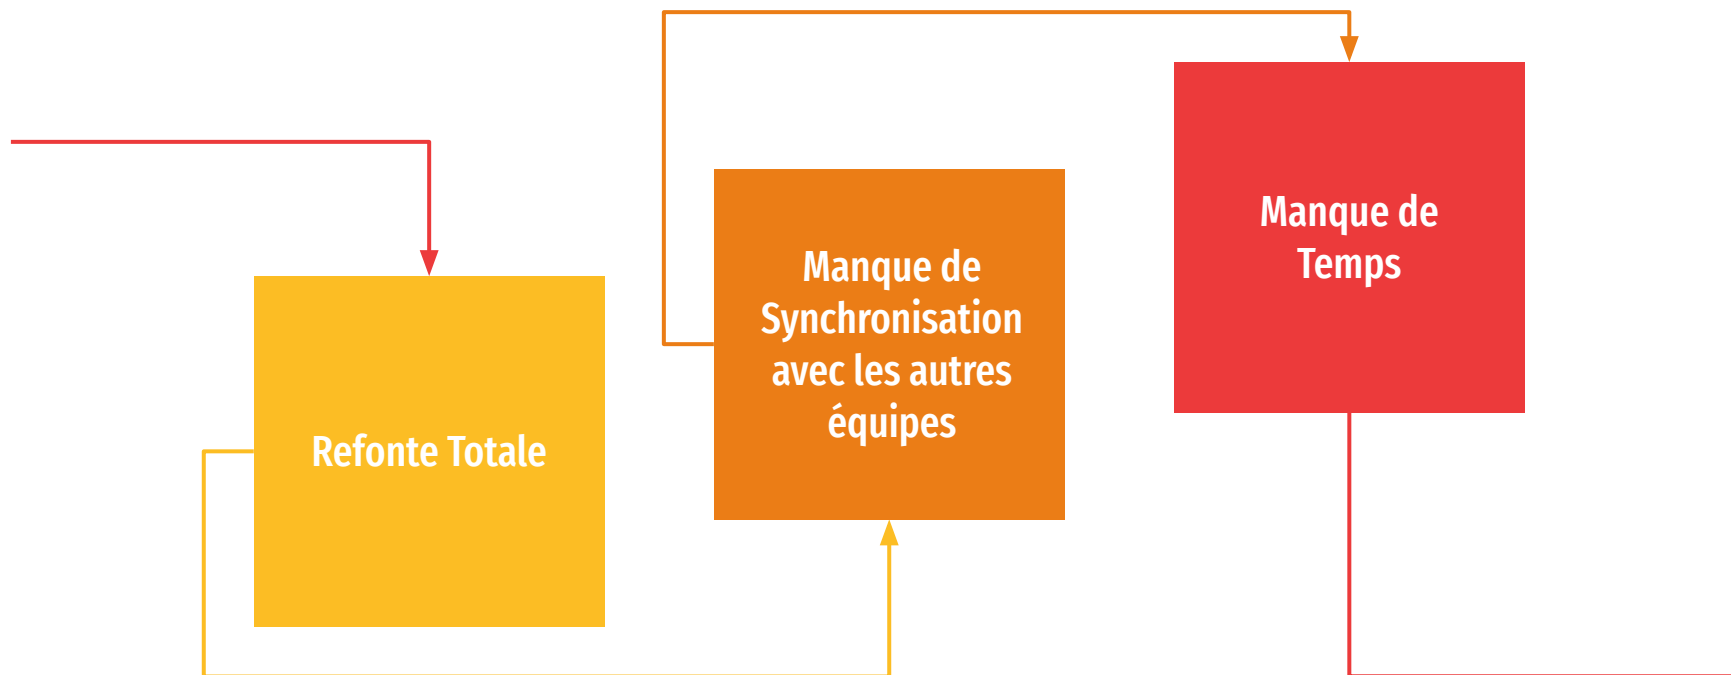 Refonte Totale
Manque de
Synchronisation
avec les autres
équipes
Manque de
Temps